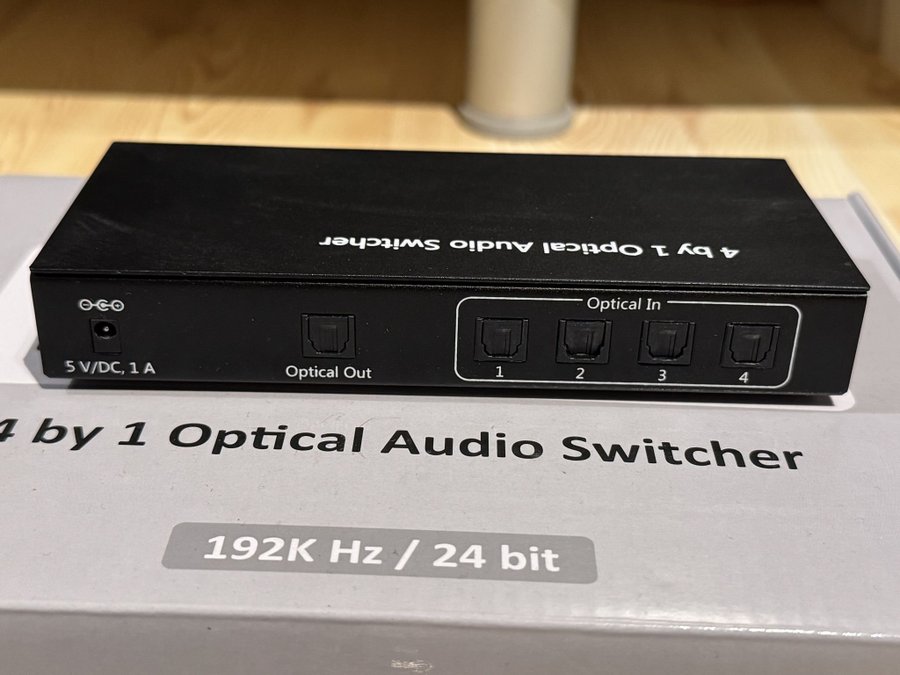 4 by 1 Optical Audio Switcher
Optical In
5 V/DC, 1 A
Optical Out
1 2 3 4
4 by 1 Optical Audio Switcher
192K Hz / 24 bit